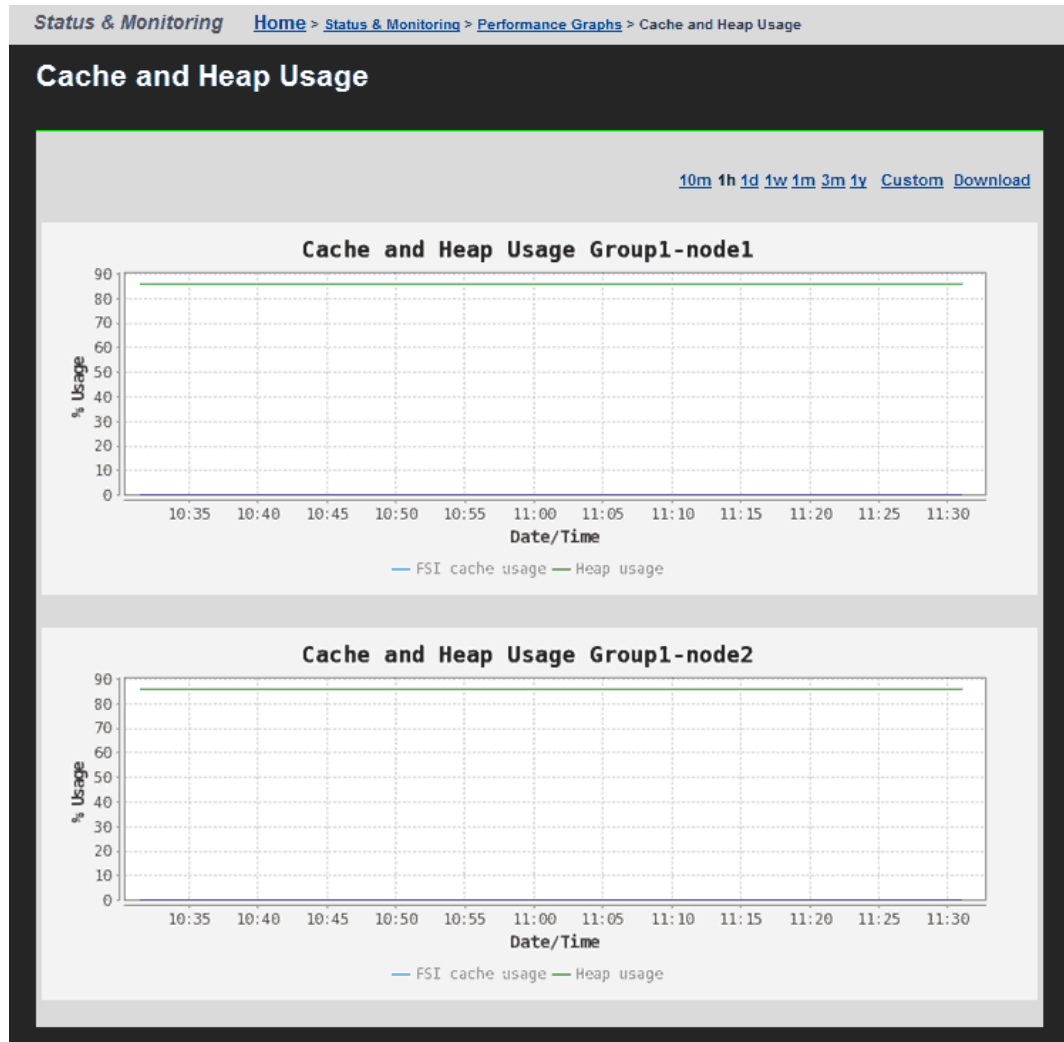 Status & Monitoring Home > Status & Monitoring > Performance Graphs > Cache and Heap Usage
Cache and Heap Usage
10m 1h 1d 1w 1m 3m 1y Custom Download
Cache and Heap Usage Group1-node1
90
80
70
60
50
40
30
20
10
0
% Usage
10:35 10:40 10:45 10:50 10:55 11:00 11:05 11:10 11:15 11:20 11:25 11:30
Date/Time
FSI cache usage Heap usage
Cache and Heap Usage Group1-node2
90
80
70
60
50
40
30
20
10
0
% Usage
10:35 10:40 10:45 10:50 10:55 11:00 11:05 11:10 11:15 11:20 11:25 11:30
Date/Time
FSI cache usage Heap usage